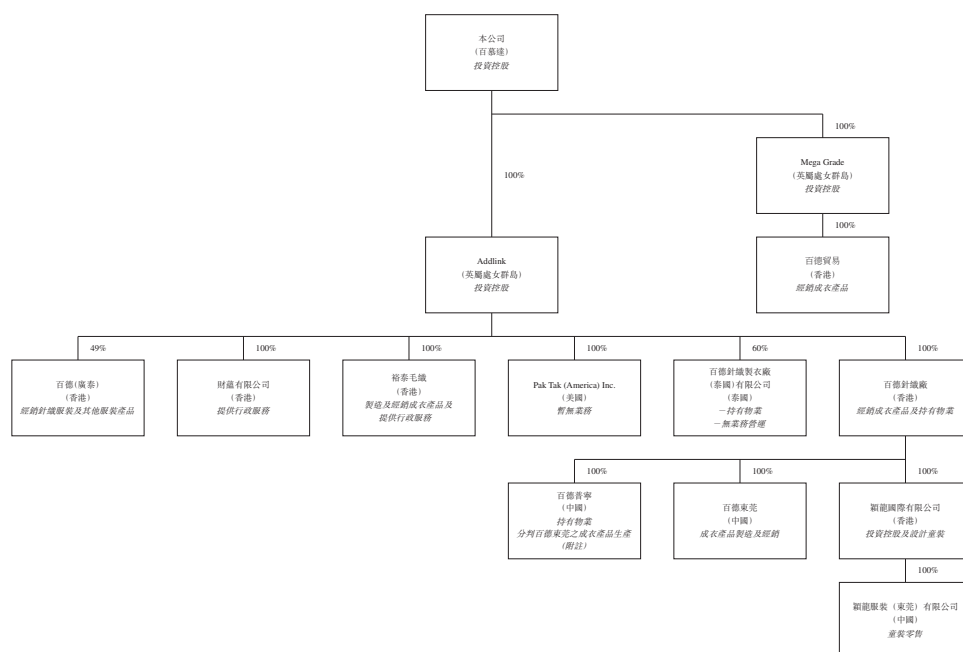 本公司
(百慕達)
投資控股
100%
Mega Grade
(英屬處女群島)
投資控股
100%
100%
Addlink
(英屬處女群島)
投資控股
百德貿易
(香港)
經銷成衣產品
49%
100%
100%
100%
60%
100%
百德(廣泰)
經銷針織服裝及其他服裝產品
財蘊有限公司
(香港)
提供行政服務
裕泰毛織
(香港)
製造及經銷成衣產品及
提供行政服務
Pak Tak (America) Inc.
(美國)
暫無業務
百德針織製衣廠
(泰國)有限公司
(泰國)
－持有物業
－無業務營運
百德針織廠
(香港)
經銷成衣產品及持有物業
100%
100%
100%
百德普寧
(中國)
持有物業
分判百德東莞之成衣產品生產
(附註)
百德東莞
(中國)
成衣產品製造及經銷
穎龍國際有限公司
(香港)
投資控股及設計童裝
100%
穎龍服裝（東莞）有限公司
(中國)
童裝零售